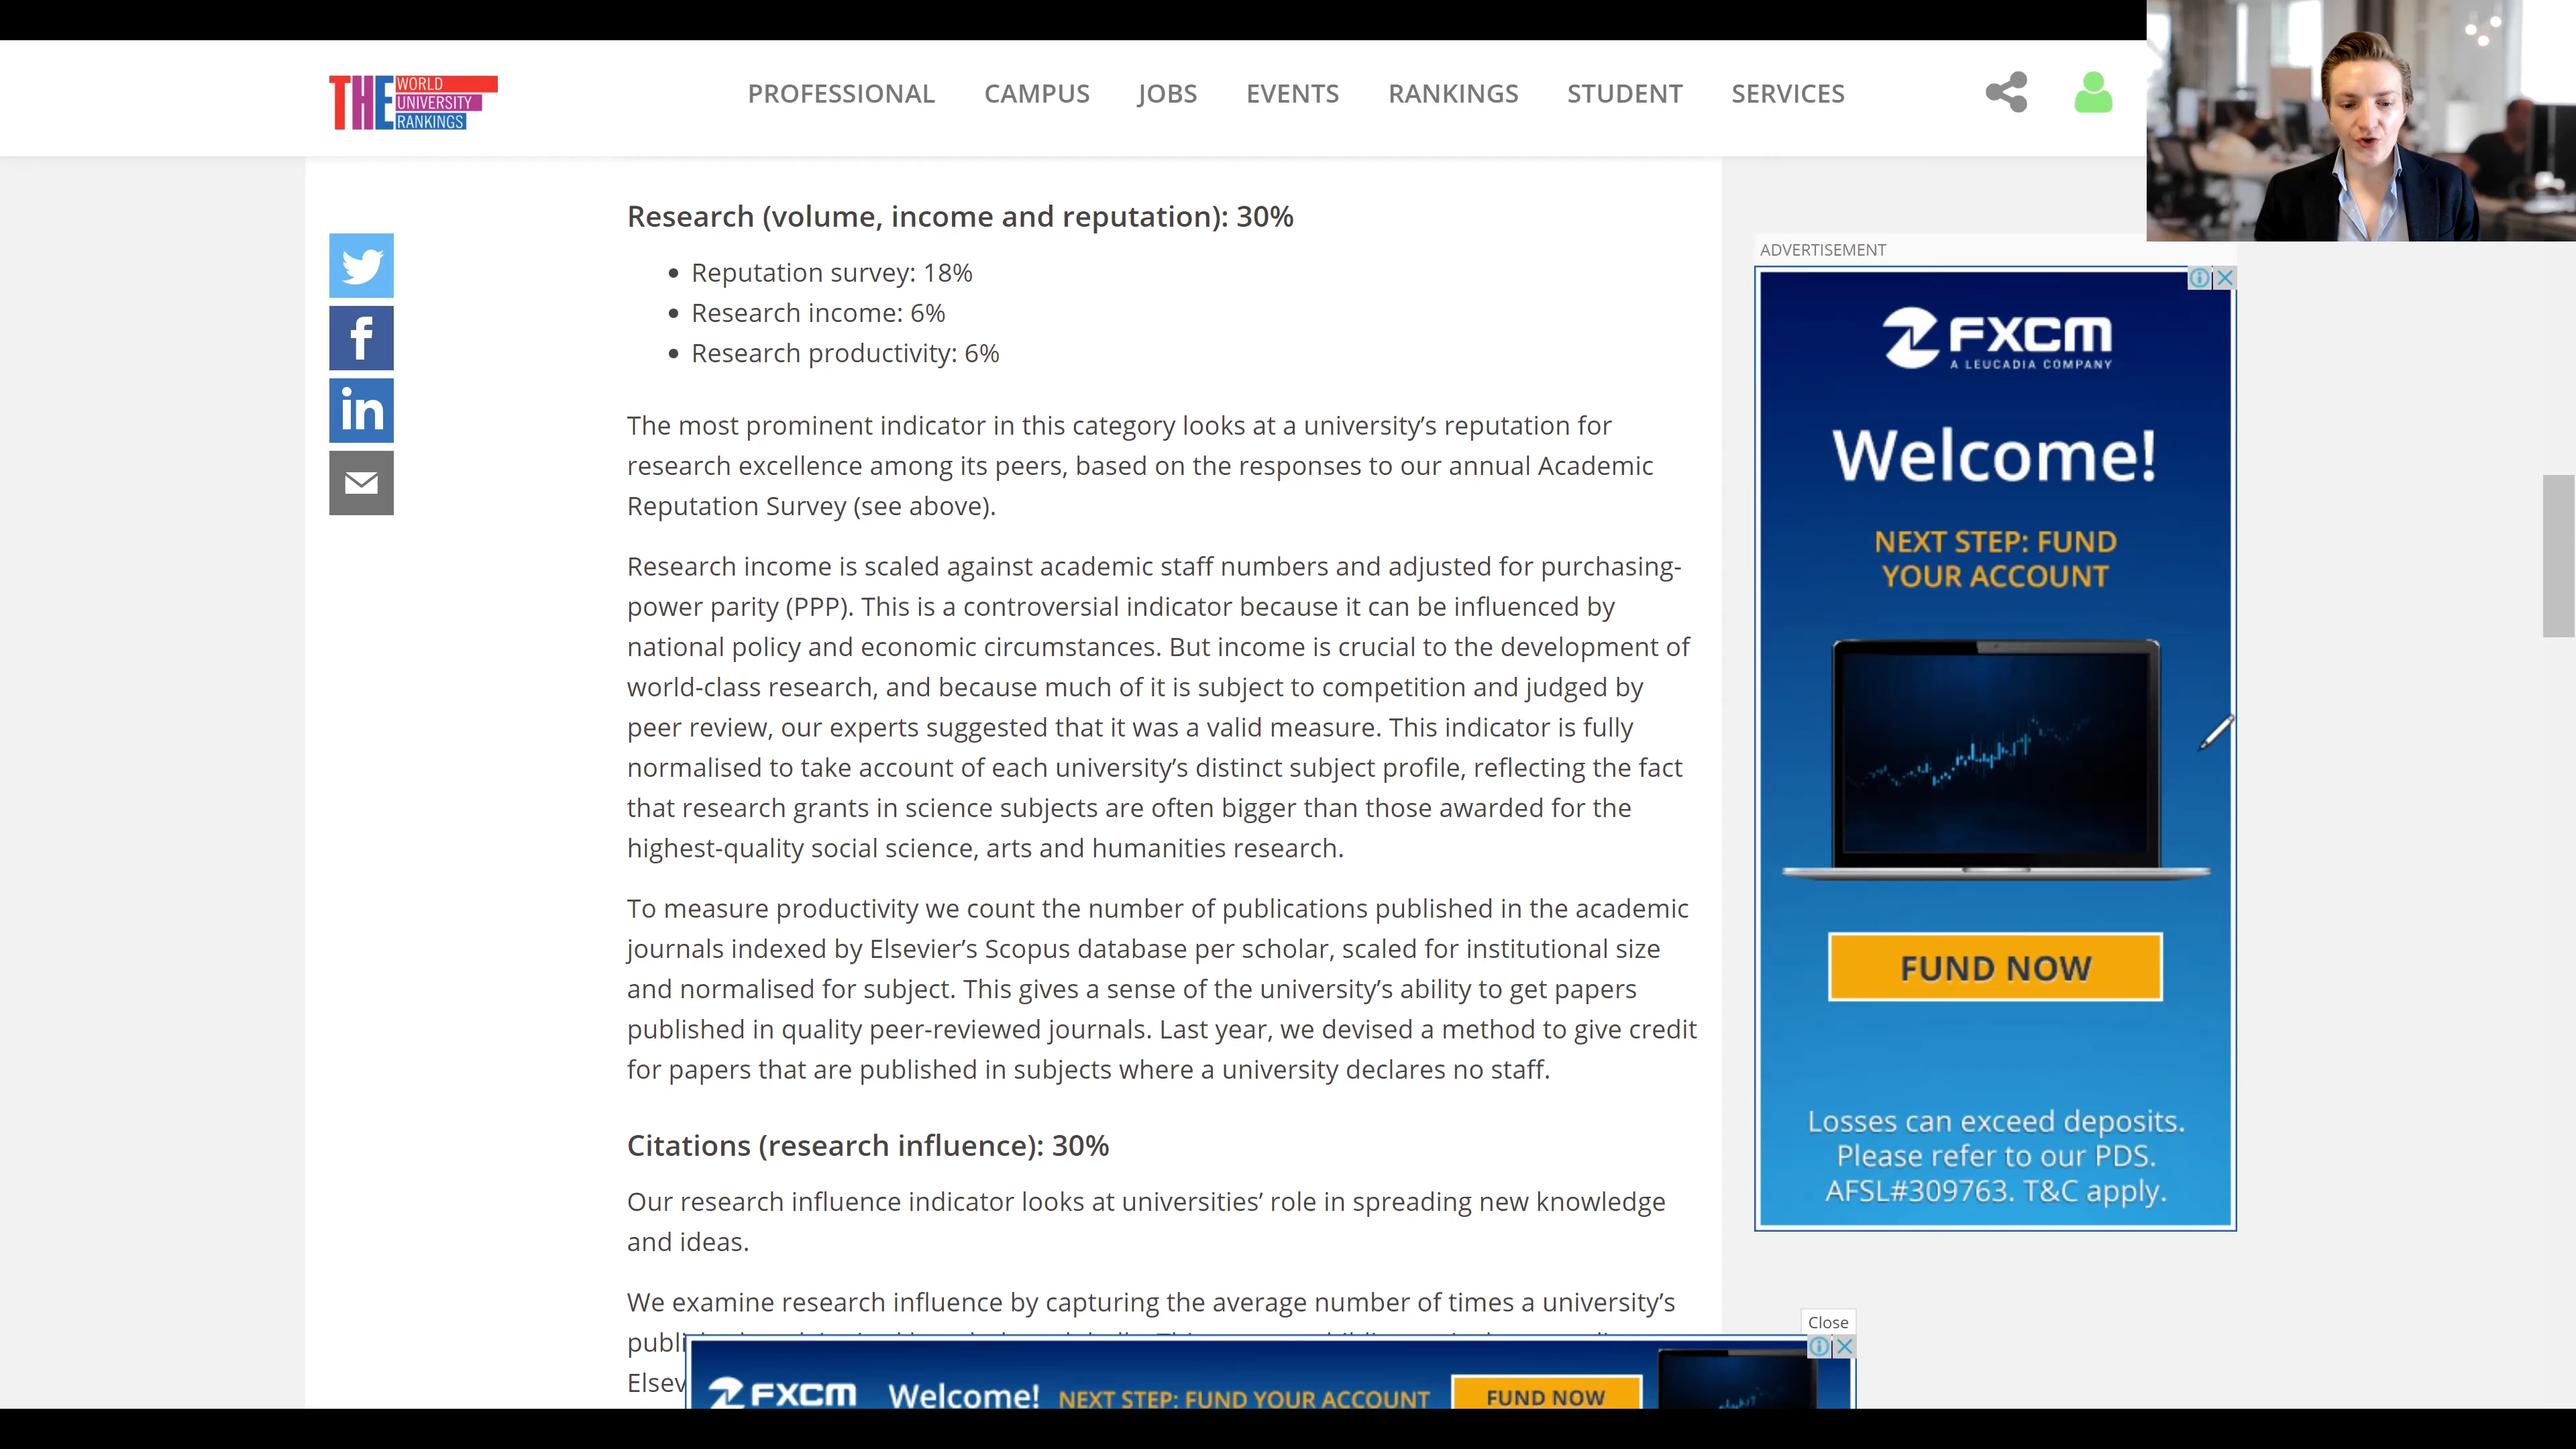 THE WORLD
UNIVERSITY
RANKINGS
PROFESSIONAL CAMPUS JOBS EVENTS RANKINGS STUDENT SERVICES
Research (volume, income and reputation): 30%
Reputation survey: 18%
Research income: 6%
Research productivity: 6%
The most prominent indicator in this category looks at a university’s reputation for
research excellence among its peers, based on the responses to our annual Academic
Reputation Survey (see above).
Research income is scaled against academic staff numbers and adjusted for purchasing-
power parity (PPP). This is a controversial indicator because it can be influenced by
national policy and economic circumstances. But income is crucial to the development of
world-class research, and because much of it is subject to competition and judged by
peer review, our experts suggested that it was a valid measure. This indicator is fully
normalised to take account of each university’s distinct subject profile, reflecting the fact
that research grants in science subjects are often bigger than those awarded for the
highest-quality social science, arts and humanities research.
To measure productivity we count the number of publications published in the academic
journals indexed by Elsevier’s Scopus database per scholar, scaled for institutional size
and normalised for subject. This gives a sense of the university’s ability to get papers
published in quality peer-reviewed journals. Last year, we devised a method to give credit
for papers that are published in subjects where a university declares no staff.
Citations (research influence): 30%
Our research influence indicator looks at universities’ role in spreading new knowledge
and ideas.
We examine research influence by capturing the average number of times a university’s
ADVERTISEMENT
FXCM
A LEUCADIA COMPANY
Welcome!
NEXT STEP: FUND
YOUR ACCOUNT
FUND NOW
Losses can exceed deposits.
Please refer to our PDS.
AFSL#309763. T&C apply.
Close
FXCM Welcome! NEXT STEP: FUND YOUR ACCOUNT FUND NOW